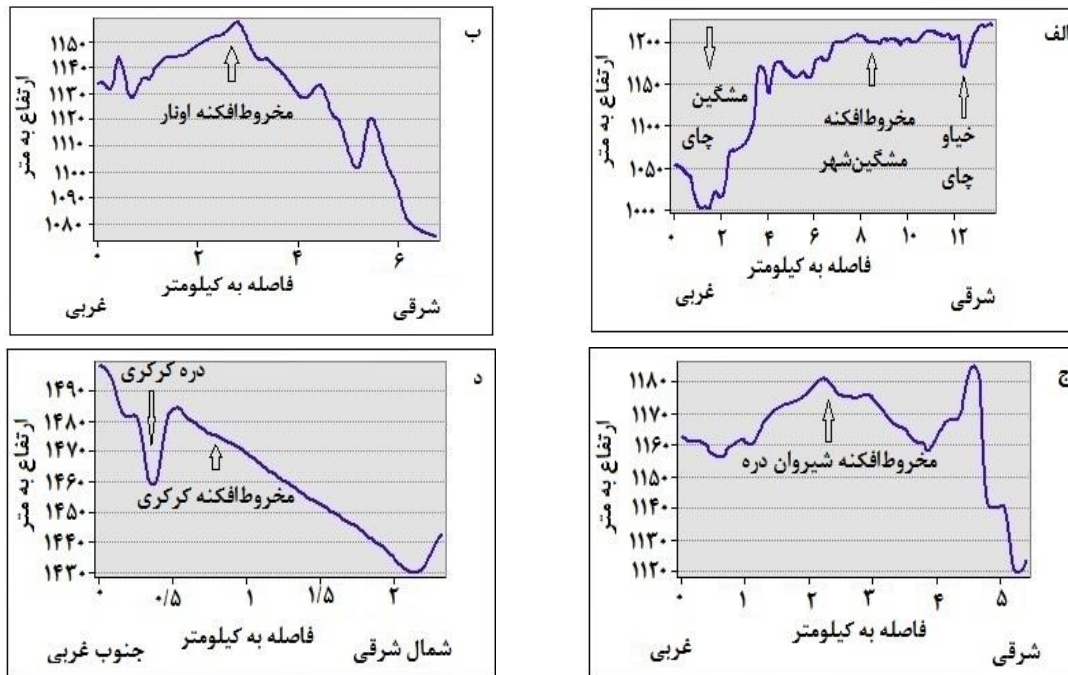 الف
ارتفاع به متر
۱۲۰۰
۱۱۵۰
۱۱۰۰
۱۰۵۰
۱۰۰۰
مشگین
چای
مخروط‌افکنه
مشگین‌شهر
خیاو
چای
۰ ۲ ۴ ۶ ۸ ۱۰ ۱۲
فاصله به کیلومتر
غربی
شرقی
ب
ارتفاع به متر
۱۱۵۰
۱۱۴۰
۱۱۳۰
۱۱۲۰
۱۱۰۰
۱۱۰۰
۱۰۹۰
۱۰۸۰
مخروط‌افکنه اونار
۰ ۲ ۴ ۶
فاصله به کیلومتر
غربی
شرقی
ج
ارتفاع به متر
۱۱۸۰
۱۱۷۰
۱۱۶۰
۱۱۴۰
۱۱۳۰
۱۱۲۰
مخروط‌افکنه شیروان دره
۰ ۱ ۲ ۳ ۴ ۵
فاصله به کیلومتر
غربی
شرقی
د
ارتفاع به متر
۱۴۹۰
۱۴۸۰
۱۴۷۰
۱۴۶۰
۱۴۵۰
۱۴۴۰
۱۴۳۰
دره کرکری
مخروط‌افکنه کرکری
۰ ۰/۵ ۱ ۱/۵ ۲
فاصله به کیلومتر
جنوب غربی
شمال شرقی